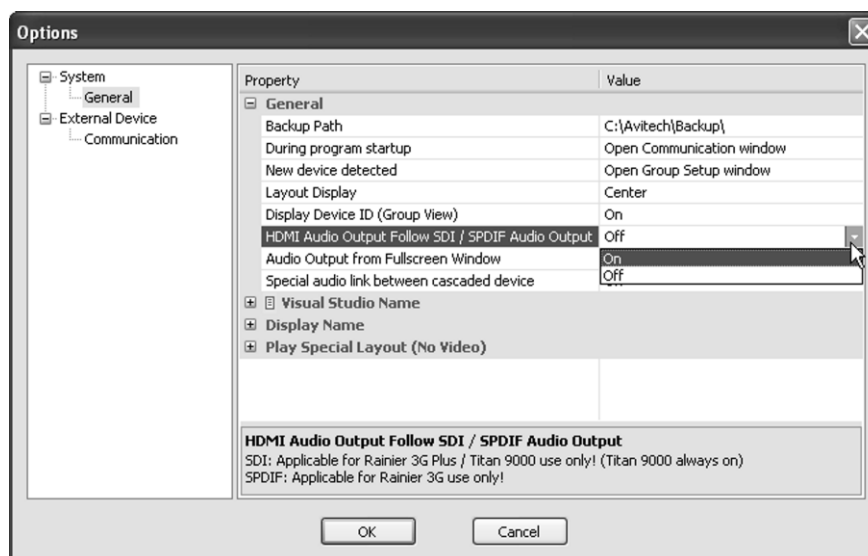 Options
System
General
External Device
Communication
Property Value
General
Backup Path C:\Avitech\Backup\
During program startup Open Communication window
New device detected Open Group Setup window
Layout Display Center
Display Device ID (Group View) On
HDMI Audio Output Follow SDI / SPDIF Audio Output Off
Audio Output from Fullscreen Window On
Special audio link between cascaded device Off
Visual Studio Name
Display Name
Play Special Layout (No Video)
HDMI Audio Output Follow SDI / SPDIF Audio Output
SDI: Applicable for Rainier 3G Plus / Titan 9000 use only! (Titan 9000 always on)
SPDIF: Applicable for Rainier 3G use only!
OK Cancel